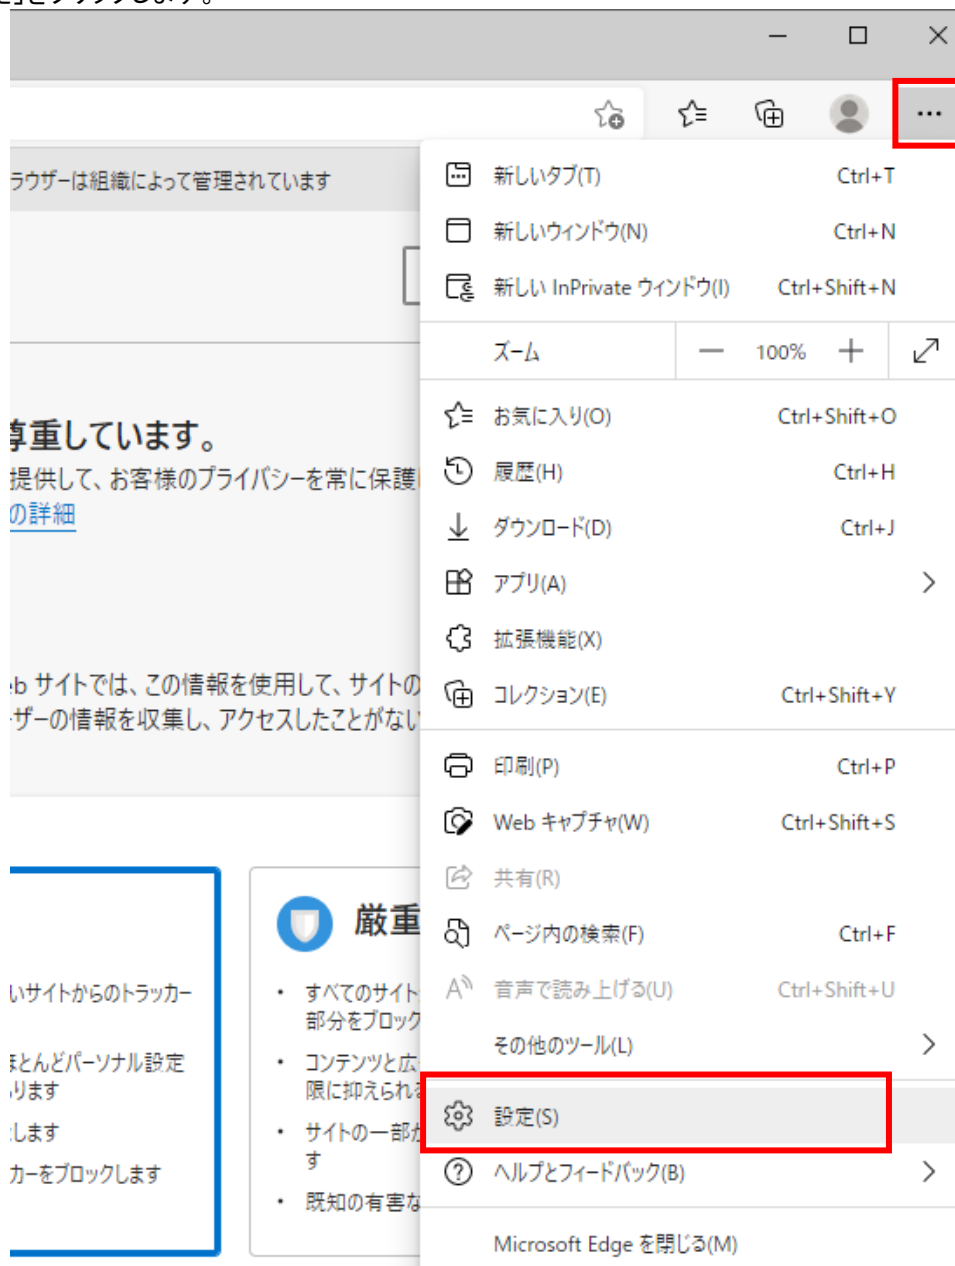 ]をクリックします。
ラウザーは組織によって管理されています
新しいタブ(T) Ctrl+T
新しいウィンドウ(N) Ctrl+N
新しい InPrivate ウィンドウ(I) Ctrl+Shift+N
ズーム 100%
お気に入り(O) Ctrl+Shift+O
履歴(H) Ctrl+H
ダウンロード(D) Ctrl+J
アプリ(A)
拡張機能(X)
コレクション(E) Ctrl+Shift+Y
印刷(P) Ctrl+P
Web キャプチャ(W) Ctrl+Shift+S
共有(R)
ページ内の検索(F) Ctrl+F
音声で読み上げる(U) Ctrl+Shift+U
その他のツール(L)
設定(S)
ヘルプとフィードバック(B)
Microsoft Edge を閉じる(M)
尊重しています。
提供して、お客様のプライバシーを常に保護
の詳細
eb サイトでは、この情報を使用して、サイトの
ーザーの情報を収集し、アクセスしたことがない
いサイトからのトラッカー
ほとんどパーソナル設定
ります
します
カーをブロックします
厳重
• すべてのサイト
部分をブロック
• コンテンツと広
限に抑えられ
• サイトの一部が
す
• 既知の有害な